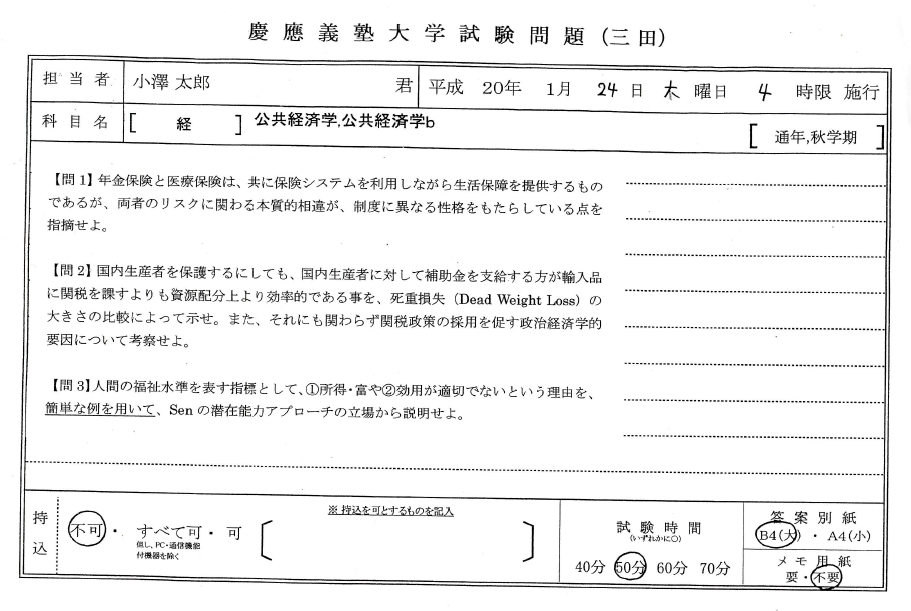 慶應義塾大学試験問題(三田)
担当者 小澤 太郎 君 平成 20年 1月 24日 木曜日 4 時限 施行
科目名 [ 経 ] 公共経済学,公共経済学b [ 通年,秋学期 ]
【問1】年金保険と医療保険は、共に保険システムを利用しながら生活保障を提供するもの
であるが、両者のリスクに関わる本質的相違が、制度に異なる性格をもたらしている点を
指摘せよ。
【問2】国内生産者を保護するにしても、国内生産者に対して補助金を支給する方が輸入品
に関税を課すよりも資源配分上より効率的である事を、死重損失（Dead Weight Loss）の
大きさの比較によって示せ。また、それにも関わらず関税政策の採用を促す政治経済学的
要因について考察せよ。
【問3】人間の福祉水準を表す指標として、①所得・富や②効用が適切でないという理由を、
簡単な例を用いて、Senの潜在能力アプローチの立場から説明せよ。
持込
不可・すべて可・可 [ ]
但し、PC・通信機能
付機器を除く
※ 持込を可とするものを記入
試験時間
(いずれかに○)
40分 50分 60分 70分
答案別紙
B4(大)・A4(小)
メモ用紙
要・不要